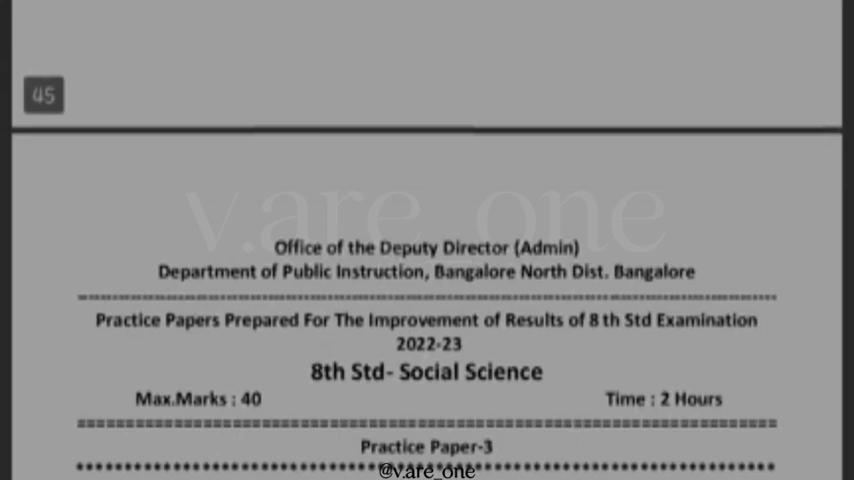 45
v.are_one
Office of the Deputy Director (Admin)
Department of Public Instruction, Bangalore North Dist. Bangalore
Practice Papers Prepared For The Improvement of Results of 8 th Std Examination
2022-23
8th Std- Social Science
Max.Marks : 40 Time : 2 Hours
Practice Paper-3
@v.are_one